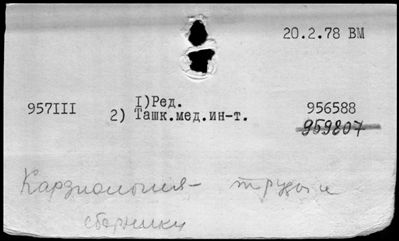 20.2.78 ВМ
1)Ред.
957III 2) Ташк.мед.ин-т. 956588
959807
Кардиология- труды и
сборники